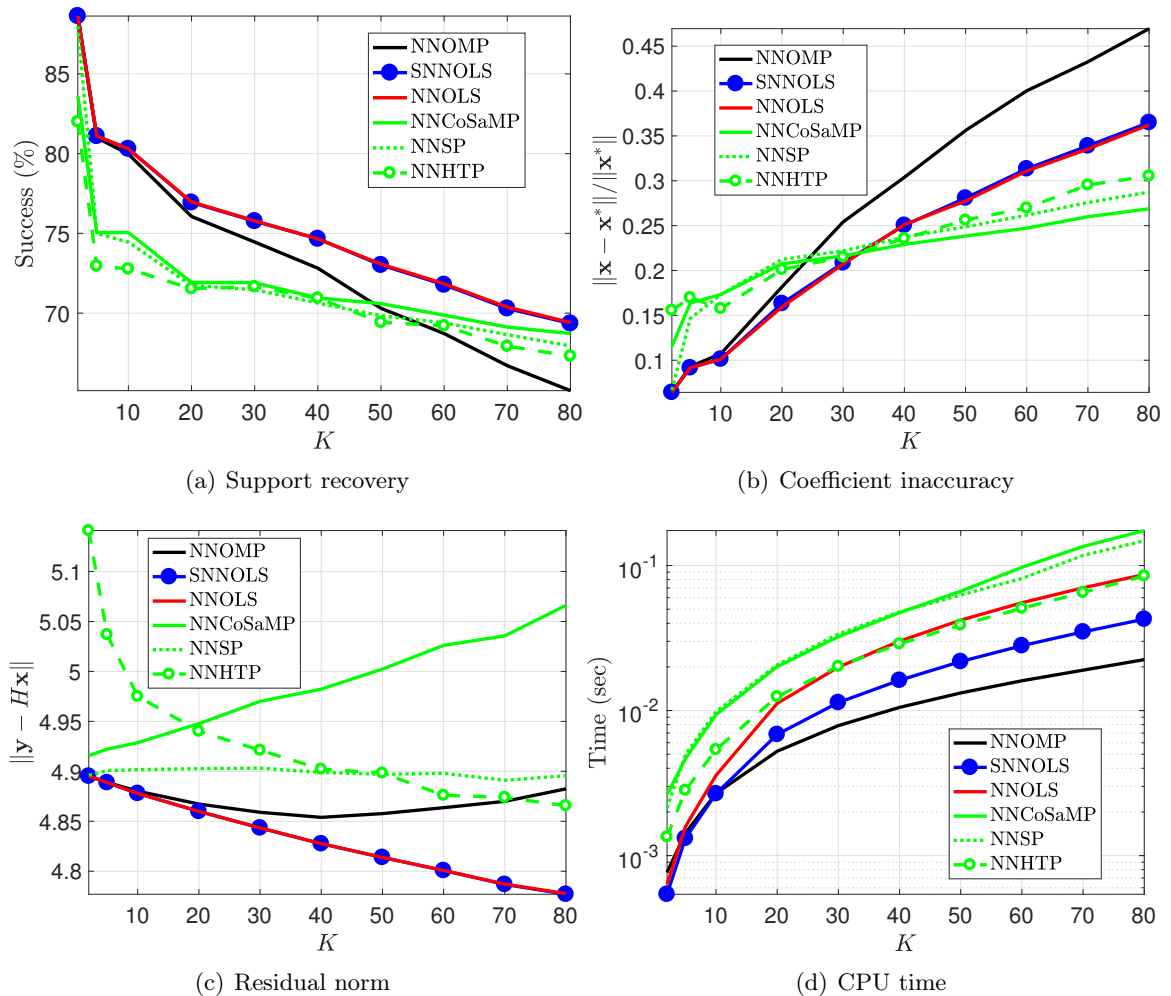 85
80
75
70
Success (%)
10 20 30 40 50 60 70 80
K
NNOMP
SNNOLS
NNOLS
NNCoSaMP
NNSP
NNHTP
(a) Support recovery
0.45
0.4
0.35
0.3
0.25
0.2
0.15
0.1
||x − x*||/||x*||
10 20 30 40 50 60 70 80
K
NNOMP
SNNOLS
NNOLS
NNCoSaMP
NNSP
NNHTP
(b) Coefficient inaccuracy
5.1
5.05
5
4.95
4.9
4.85
4.8
||y − Hx||
10 20 30 40 50 60 70 80
K
NNOMP
SNNOLS
NNOLS
NNCoSaMP
NNSP
NNHTP
(c) Residual norm
10⁻¹
10⁻²
10⁻³
Time (sec)
10 20 30 40 50 60 70 80
K
NNOMP
SNNOLS
NNOLS
NNCoSaMP
NNSP
NNHTP
(d) CPU time